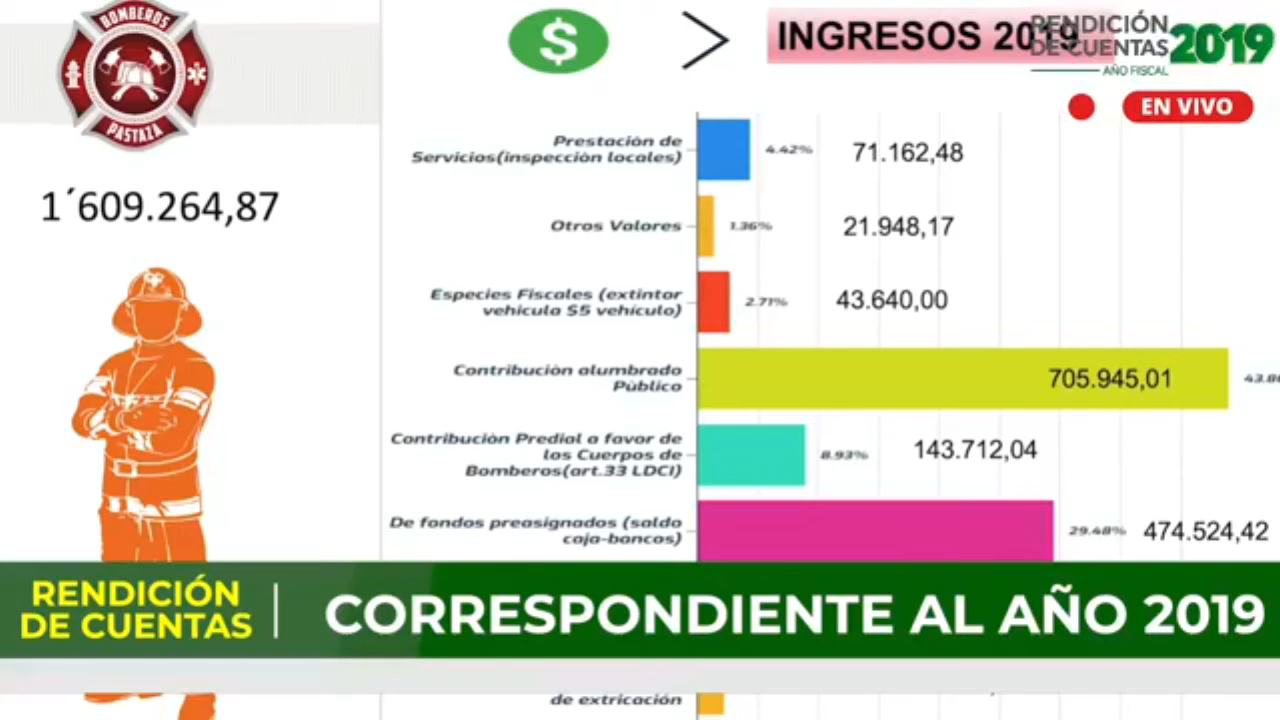 BOMBEROS
PASTAZA
$
INGRESOS 2019
RENDICIÓN
DE CUENTAS
2019
AÑO FISCAL
EN VIVO
1´609.264,87
Prestación de
Servicios(inspección locales)
4.42%
71.162,48
Otros Valores
1.36%
21.948,17
Especies Fiscales (extintor
vehicula $5 vehículo)
2.71%
43.640,00
Contribución alumbrado
Público
705.945,01
Contribución Predial a favor de
los Cuerpos de
Bomberos(art.33 LDCI)
8.93%
143.712,04
De fondos preasignados (saldo
caja-bancos)
29.48%
474.524,42
RENDICIÓN
DE CUENTAS
CORRESPONDIENTE AL AÑO 2019
de extricación